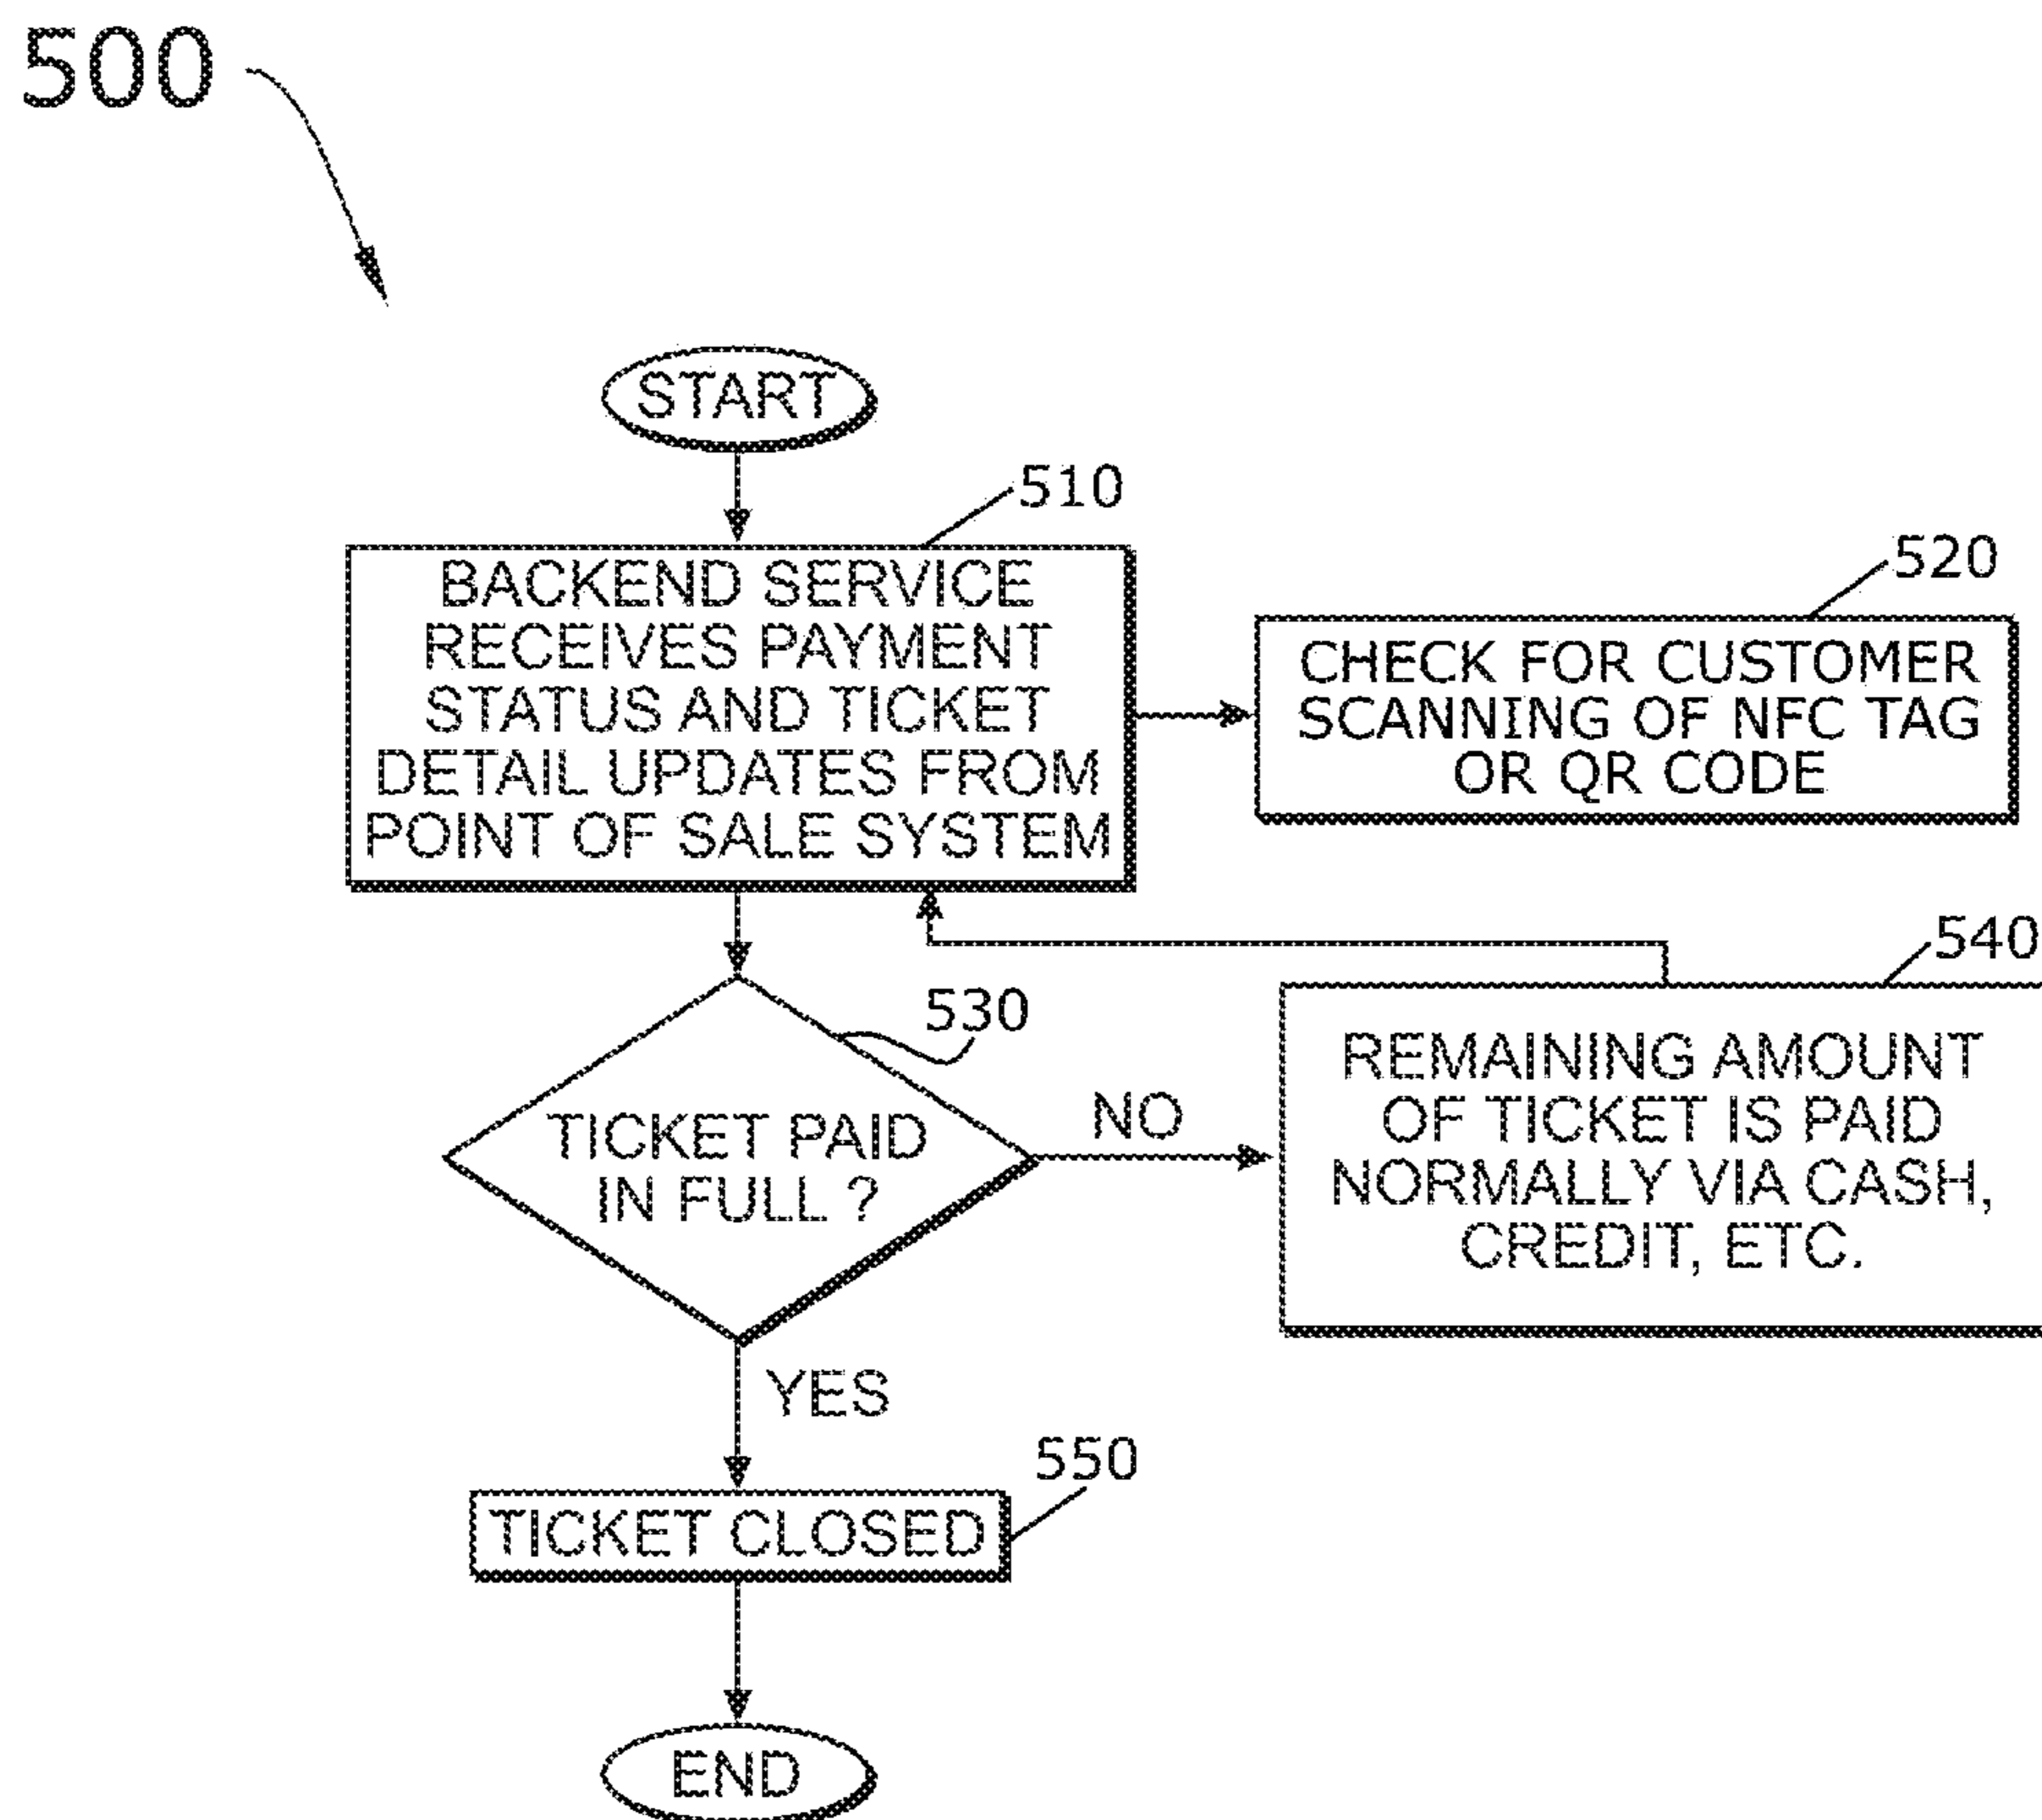 500
START
510
BACKEND SERVICE
RECEIVES PAYMENT
STATUS AND TICKET
DETAIL UPDATES FROM
POINT OF SALE SYSTEM
520
CHECK FOR CUSTOMER
SCANNING OF NFC TAG
OR QR CODE
530
TICKET PAID
IN FULL ?
NO
540
REMAINING AMOUNT
OF TICKET IS PAID
NORMALLY VIA CASH,
CREDIT, ETC.
YES
550
TICKET CLOSED
END